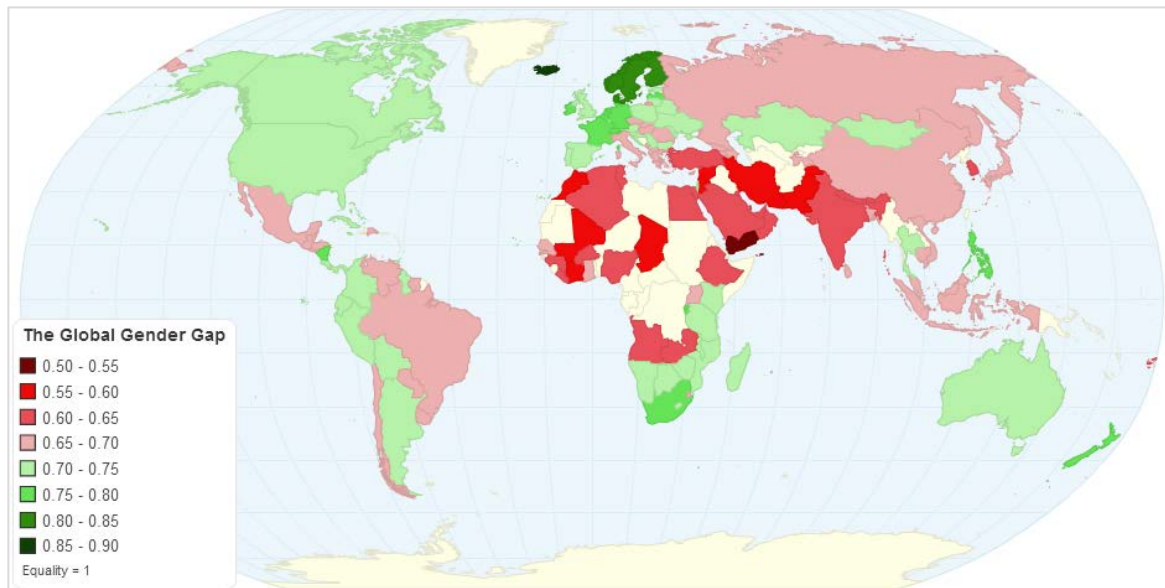 The Global Gender Gap
0.50 - 0.55
0.55 - 0.60
0.60 - 0.65
0.65 - 0.70
0.70 - 0.75
0.75 - 0.80
0.80 - 0.85
0.85 - 0.90
Equality = 1